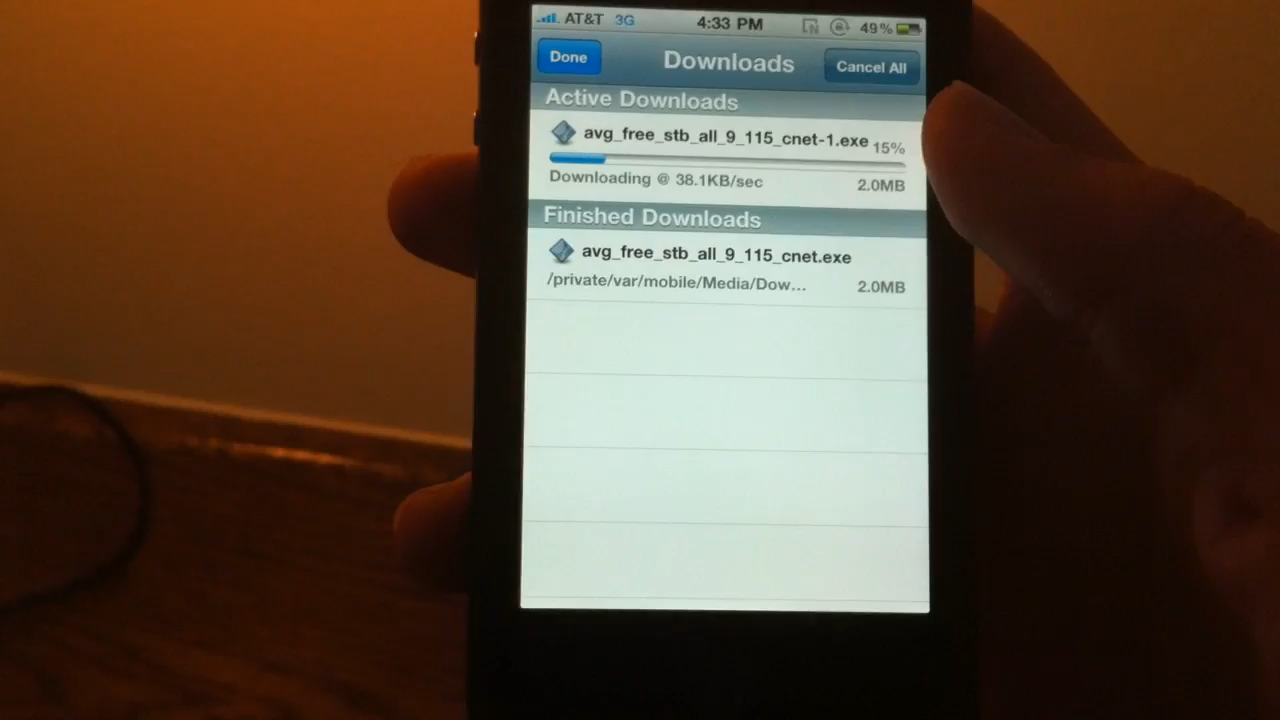 AT&T 3G 4:33 PM 49%
Done Downloads Cancel All
Active Downloads
avg_free_stb_all_9_115_cnet-1.exe 15%
Downloading @ 38.1KB/sec 2.0MB
Finished Downloads
avg_free_stb_all_9_115_cnet.exe
/private/var/mobile/Media/Dow... 2.0MB